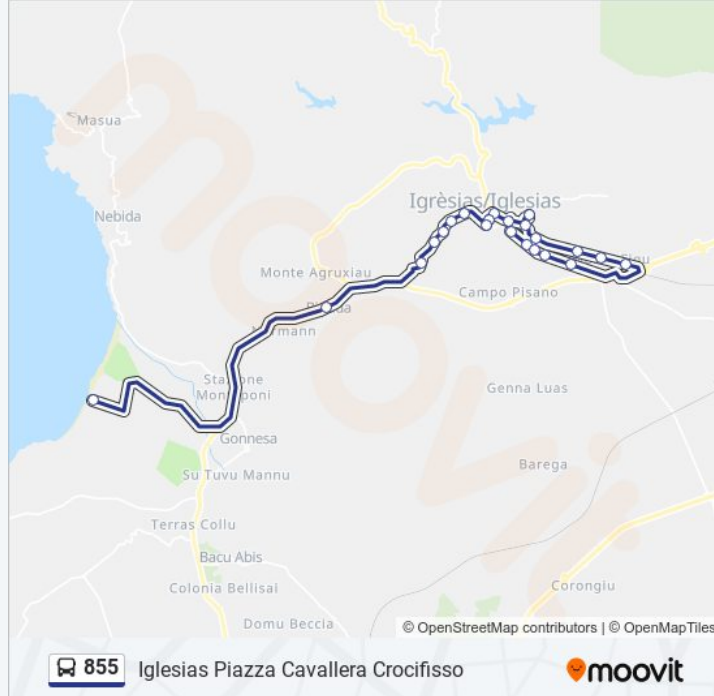 Masua
Nebida
Igrèsias/Iglesias
Monte Agruxiau
Campo Pisano
Genna Luas
Gonnesa
Barega
Su Tuvu Mannu
Terras Collu
Bacu Abis
Colonia Bellisai
Corongiu
Domu Beccia
moovit
© OpenStreetMap contributors | © OpenMapTiles
855 Iglesias Piazza Cavallera Crocifisso
moovit